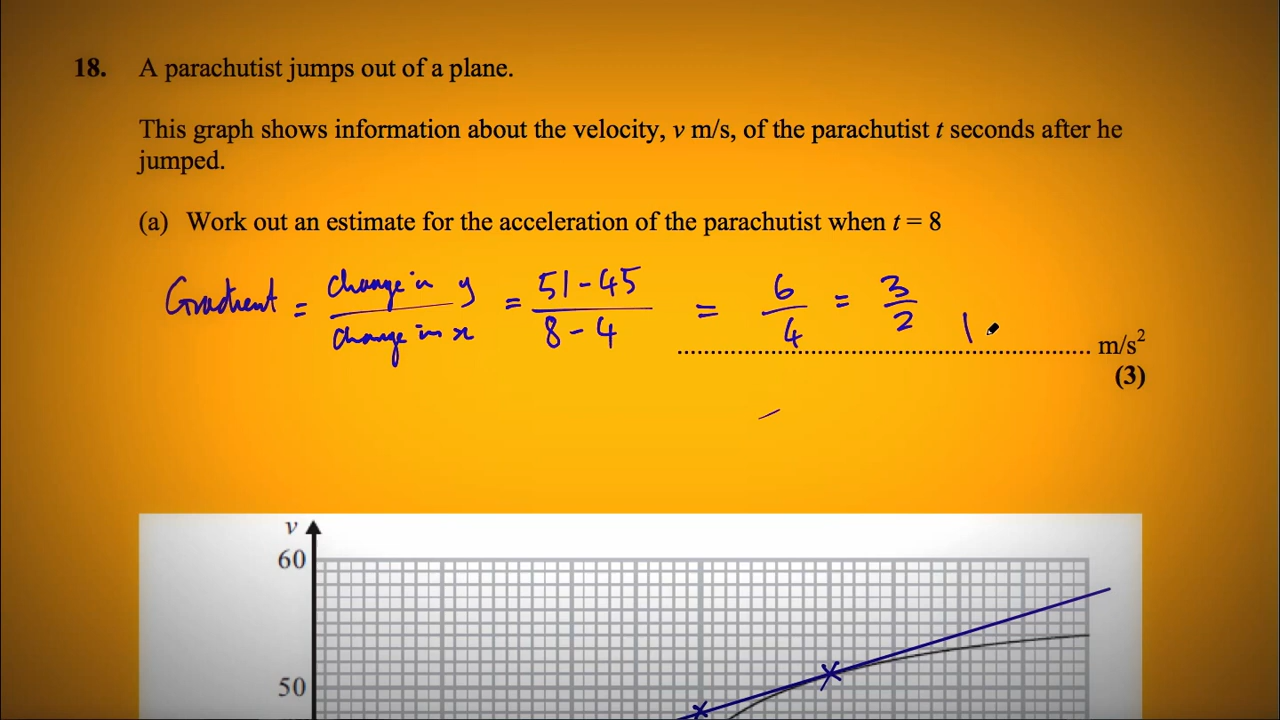 18. A parachutist jumps out of a plane.
This graph shows information about the velocity, v m/s, of the parachutist t seconds after he
jumped.
(a) Work out an estimate for the acceleration of the parachutist when t = 8
Gradient = change in y / change in x = 51-45 / 8-4 = 6/4 = 3/2 1.
m/s²
(3)
v
60
50